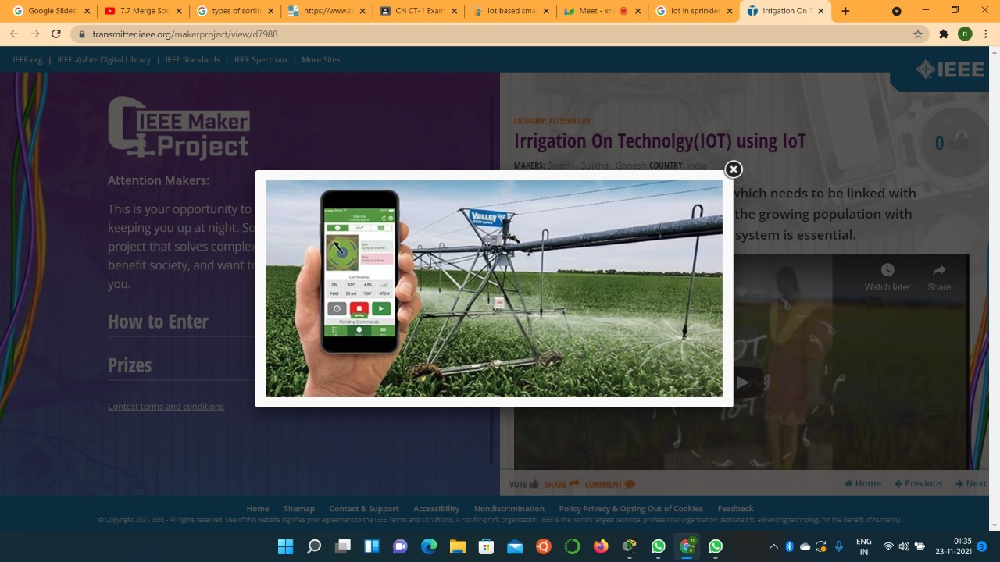 Google Slides
7.7 Merge Sor
types of sortin
https://www.sl
CN CT-1 Exam
Iot based sma
Meet - xru
iot in sprinkler
Irrigation On T
transmitter.ieee.org/makerproject/view/d7988
n
IEEE.org | IEEE Xplore Digital Library | IEEE Standards | IEEE Spectrum | More Sites
IEEE
IEEE Maker
Project
Attention Makers:
This is your opportunity to
keeping you up at night. So
project that solves complex
benefit society, and want to
you.
How to Enter
Prizes
Contest terms and conditions
CATEGORY: ACCESSIBILITY
Irrigation On Technolgy(IOT) using IoT
0
MAKERS: Swathi , Sujitha , Ganesh COUNTRY: India
which needs to be linked with
the growing population with
system is essential.
Watch later
Share
IOT
IoT
VALLEY
8000 series
Device
Last Reading
ON 321° 43%
FWD 23 psi 1.00" 473 V
Pending Commands
VOTE SHARE COMMENT
Home Previous Next
Home Sitemap Contact & Support Accessibility Nondiscrimination Policy Privacy & Opting Out of Cookies Feedback
© Copyright 2021 IEEE - All rights reserved. Use of this website signifies your agreement to the IEEE Terms and Conditions. A not-for-profit organization. IEEE is the world's largest technical professional organization dedicated to advancing technology for the benefit of humanity.
ENG
IN
01:35
23-11-2021
3